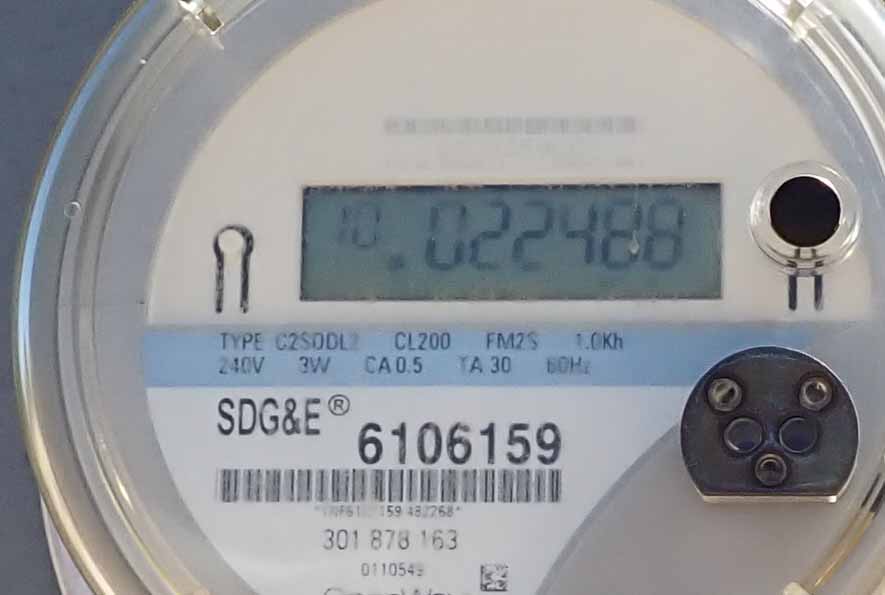 10 .022488
TYPE C2SODL2 CL200 FM2S 1.0Kh
240V 3W CA 0.5 TA 30 60Hz
SDG&E® 6106159
301 878 163
0110549